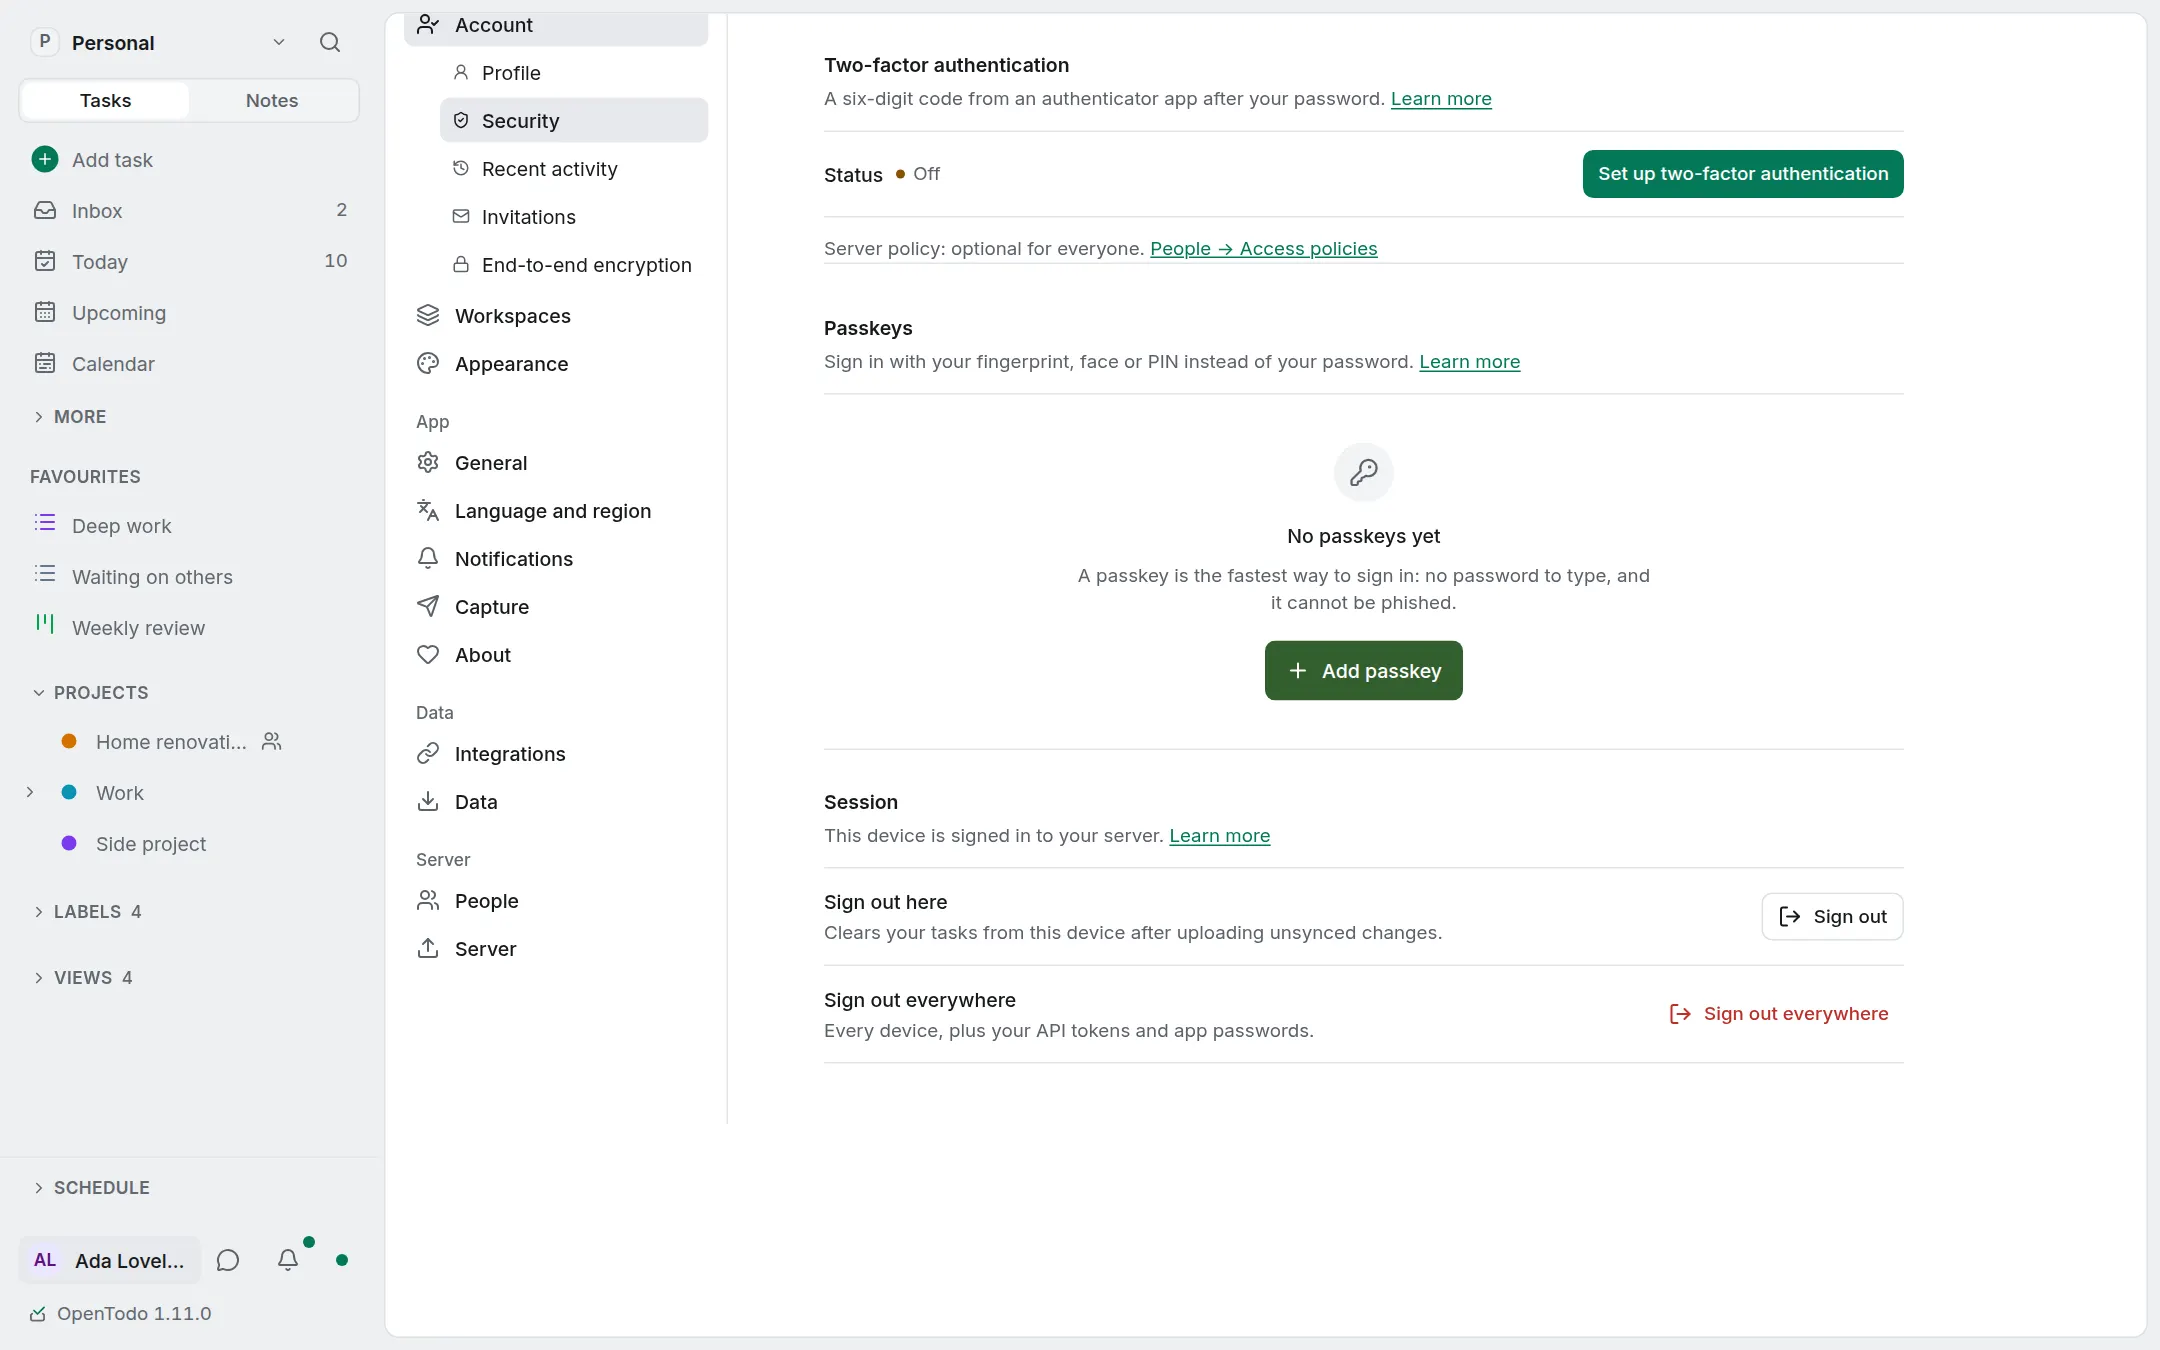 P Personal
Tasks Notes
Add task
Inbox 2
Today 10
Upcoming
Calendar
MORE
FAVOURITES
Deep work
Waiting on others
Weekly review
PROJECTS
Home renovati...
Work
Side project
LABELS 4
VIEWS 4
SCHEDULE
AL Ada Lovel...
OpenTodo 1.11.0
Account
Profile
Security
Recent activity
Invitations
End-to-end encryption
Workspaces
Appearance
App
General
Language and region
Notifications
Capture
About
Data
Integrations
Data
Server
People
Server
Two-factor authentication
A six-digit code from an authenticator app after your password. Learn more
Status Off Set up two-factor authentication
Server policy: optional for everyone. People → Access policies
Passkeys
Sign in with your fingerprint, face or PIN instead of your password. Learn more
No passkeys yet
A passkey is the fastest way to sign in: no password to type, and
it cannot be phished.
Add passkey
Session
This device is signed in to your server. Learn more
Sign out here
Clears your tasks from this device after uploading unsynced changes.
Sign out
Sign out everywhere
Every device, plus your API tokens and app passwords.
Sign out everywhere